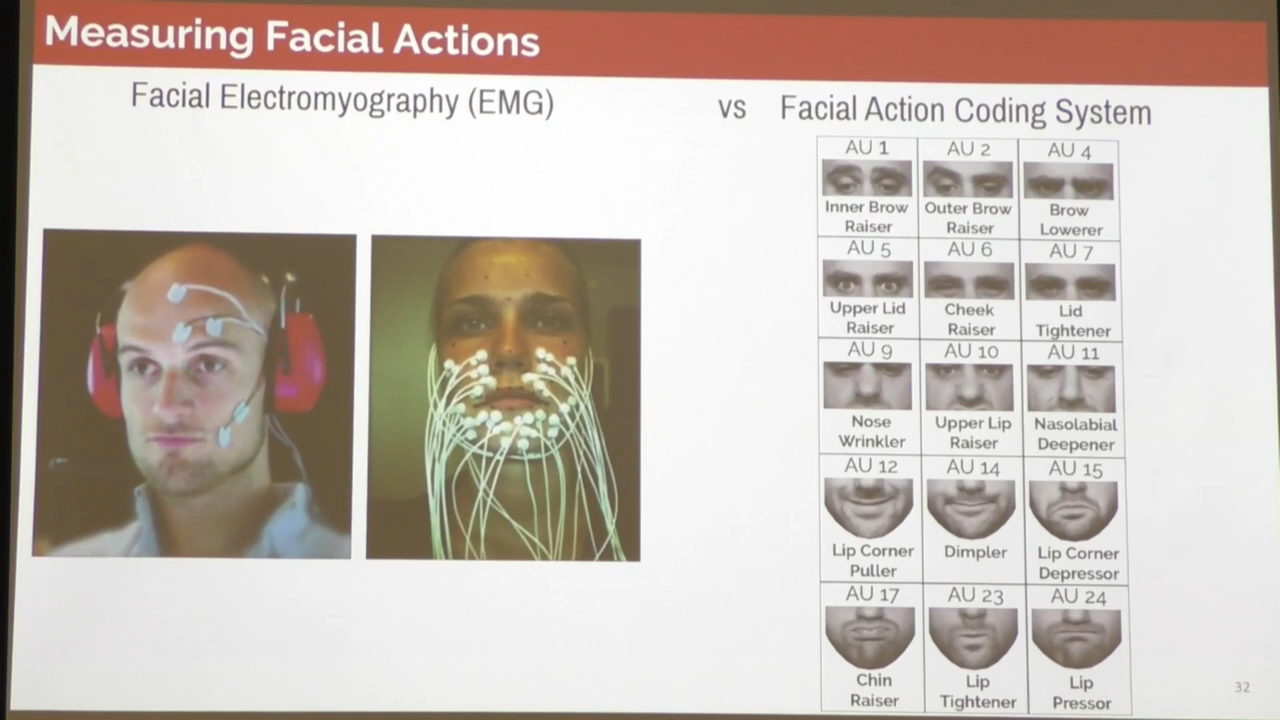 Measuring Facial Actions
Facial Electromyography (EMG)
vs
Facial Action Coding System
AU 1
AU 2
AU 4
Inner Brow
Raiser
Outer Brow
Raiser
Brow
Lowerer
AU 5
AU 6
AU 7
Upper Lid
Raiser
Cheek
Raiser
Lid
Tightener
AU 9
AU 10
AU 11
Nose
Wrinkler
Upper Lip
Raiser
Nasolabial
Deepener
AU 12
AU 14
AU 15
Lip Corner
Puller
Dimpler
Lip Corner
Depressor
AU 17
AU 23
AU 24
Chin
Raiser
Lip
Tightener
Lip
Pressor
32